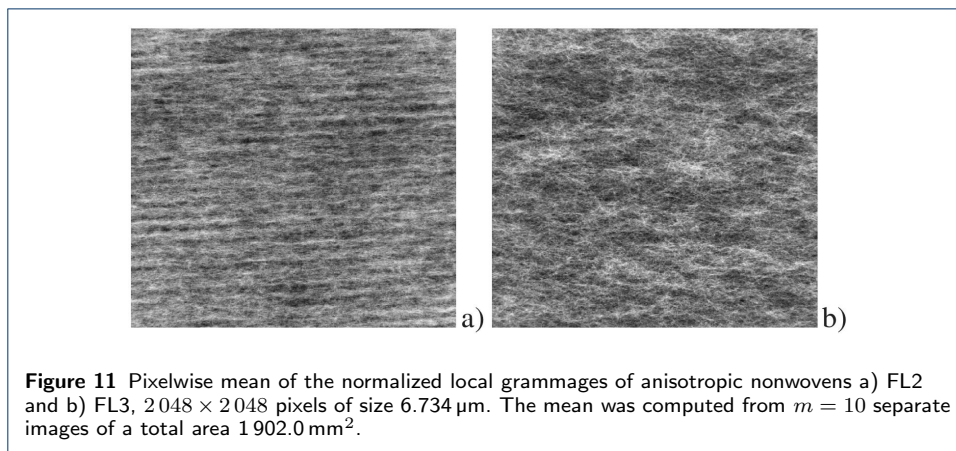 a)
b)
Figure 11 Pixelwise mean of the normalized local grammages of anisotropic nonwovens a) FL2
and b) FL3, 2 048 × 2 048 pixels of size 6.734 µm. The mean was computed from m = 10 separate
images of a total area 1 902.0 mm².